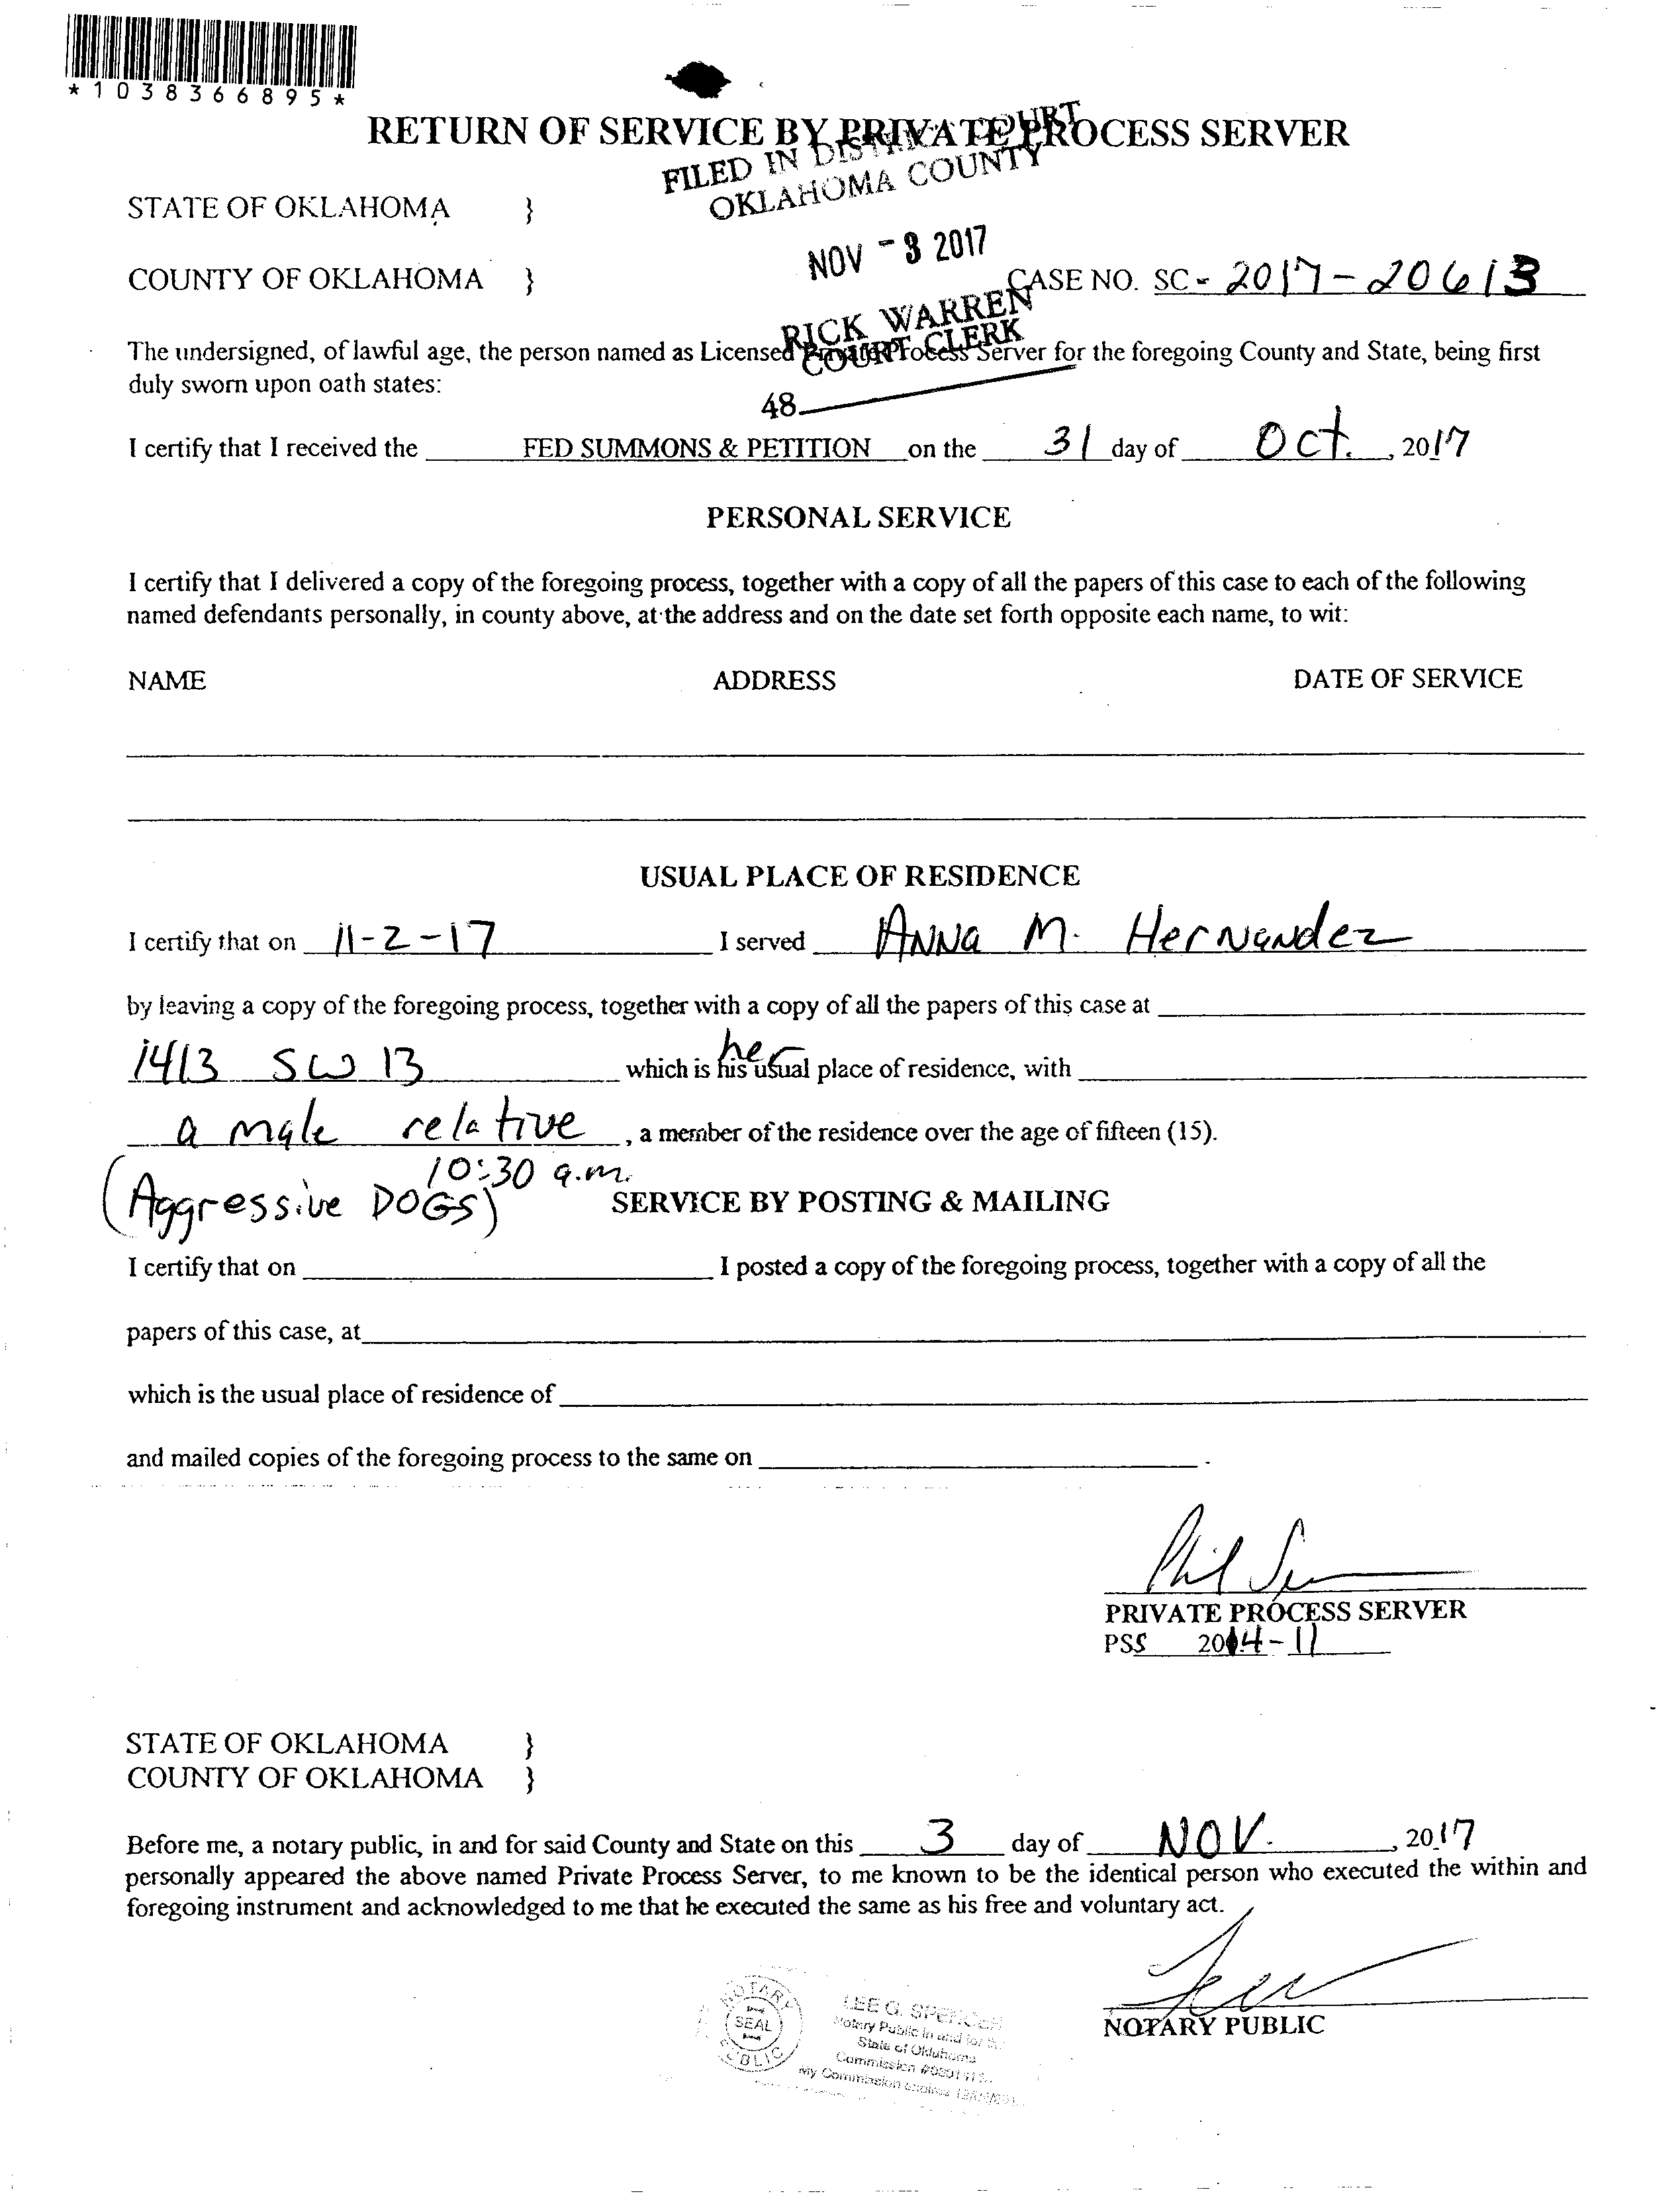 *1038366895*
RETURN OF SERVICE BY PRIVATE PROCESS SERVER
FILED IN DISTRICT COURT
OKLAHOMA COUNTY
STATE OF OKLAHOMA }
NOV - 3 2017
COUNTY OF OKLAHOMA } CASE NO. SC - 2017-20613
RICK WARREN
COURT CLERK
The undersigned, of lawful age, the person named as Licensed Private Process Server for the foregoing County and State, being first
duly sworn upon oath states:
48
I certify that I received the FED SUMMONS & PETITION on the 31 day of Oct. , 2017
PERSONAL SERVICE
I certify that I delivered a copy of the foregoing process, together with a copy of all the papers of this case to each of the following
named defendants personally, in county above, at the address and on the date set forth opposite each name, to wit:
NAME ADDRESS DATE OF SERVICE
USUAL PLACE OF RESIDENCE
I certify that on 11-2-17 I served ANNa M. HerNaNdez
by leaving a copy of the foregoing process, together with a copy of all the papers of this case at
her
1413 SW 13 which is his usual place of residence, with
a male relative , a member of the residence over the age of fifteen (15).
10:30 a.m.
(Aggressive DOGS) SERVICE BY POSTING & MAILING
I certify that on I posted a copy of the foregoing process, together with a copy of all the
papers of this case, at
which is the usual place of residence of
and mailed copies of the foregoing process to the same on .
PRIVATE PROCESS SERVER
PSS 2014-11
STATE OF OKLAHOMA }
COUNTY OF OKLAHOMA }
Before me, a notary public, in and for said County and State on this 3 day of NOV. , 2017
personally appeared the above named Private Process Server, to me known to be the identical person who executed the within and
foregoing instrument and acknowledged to me that he executed the same as his free and voluntary act.
NOTARY PUBLIC
NOTARY
SEAL
PUBLIC
LEE G. SPENCER
Notary Public in and for the
State of Oklahoma
Commission
My Commission expires